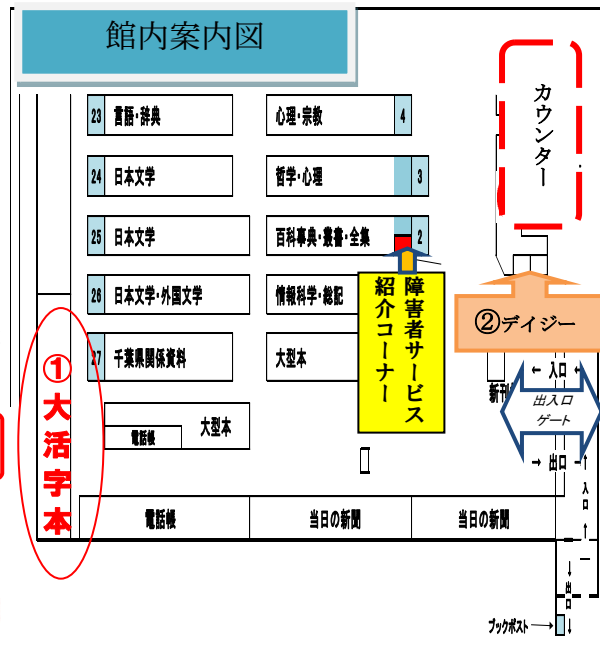 館内案内図
カウンター
23 言語・辞典
心理・宗教 4
24 日本文学
哲学・心理 3
25 日本文学
百科事典・叢書・全集 2
26 日本文学・外国文学
情報科学・総記
27 千葉県関係資料
大型本
障害者サービス
紹介コーナー
②デイジー
① 大活字本
← 入口 ←
新刊
出入口
ゲート
→ 出口 →
電話帳
大型本
電話帳
当日の新聞
当日の新聞
↑ 入口 ↑
↓ 出口 ↓
ブックポスト